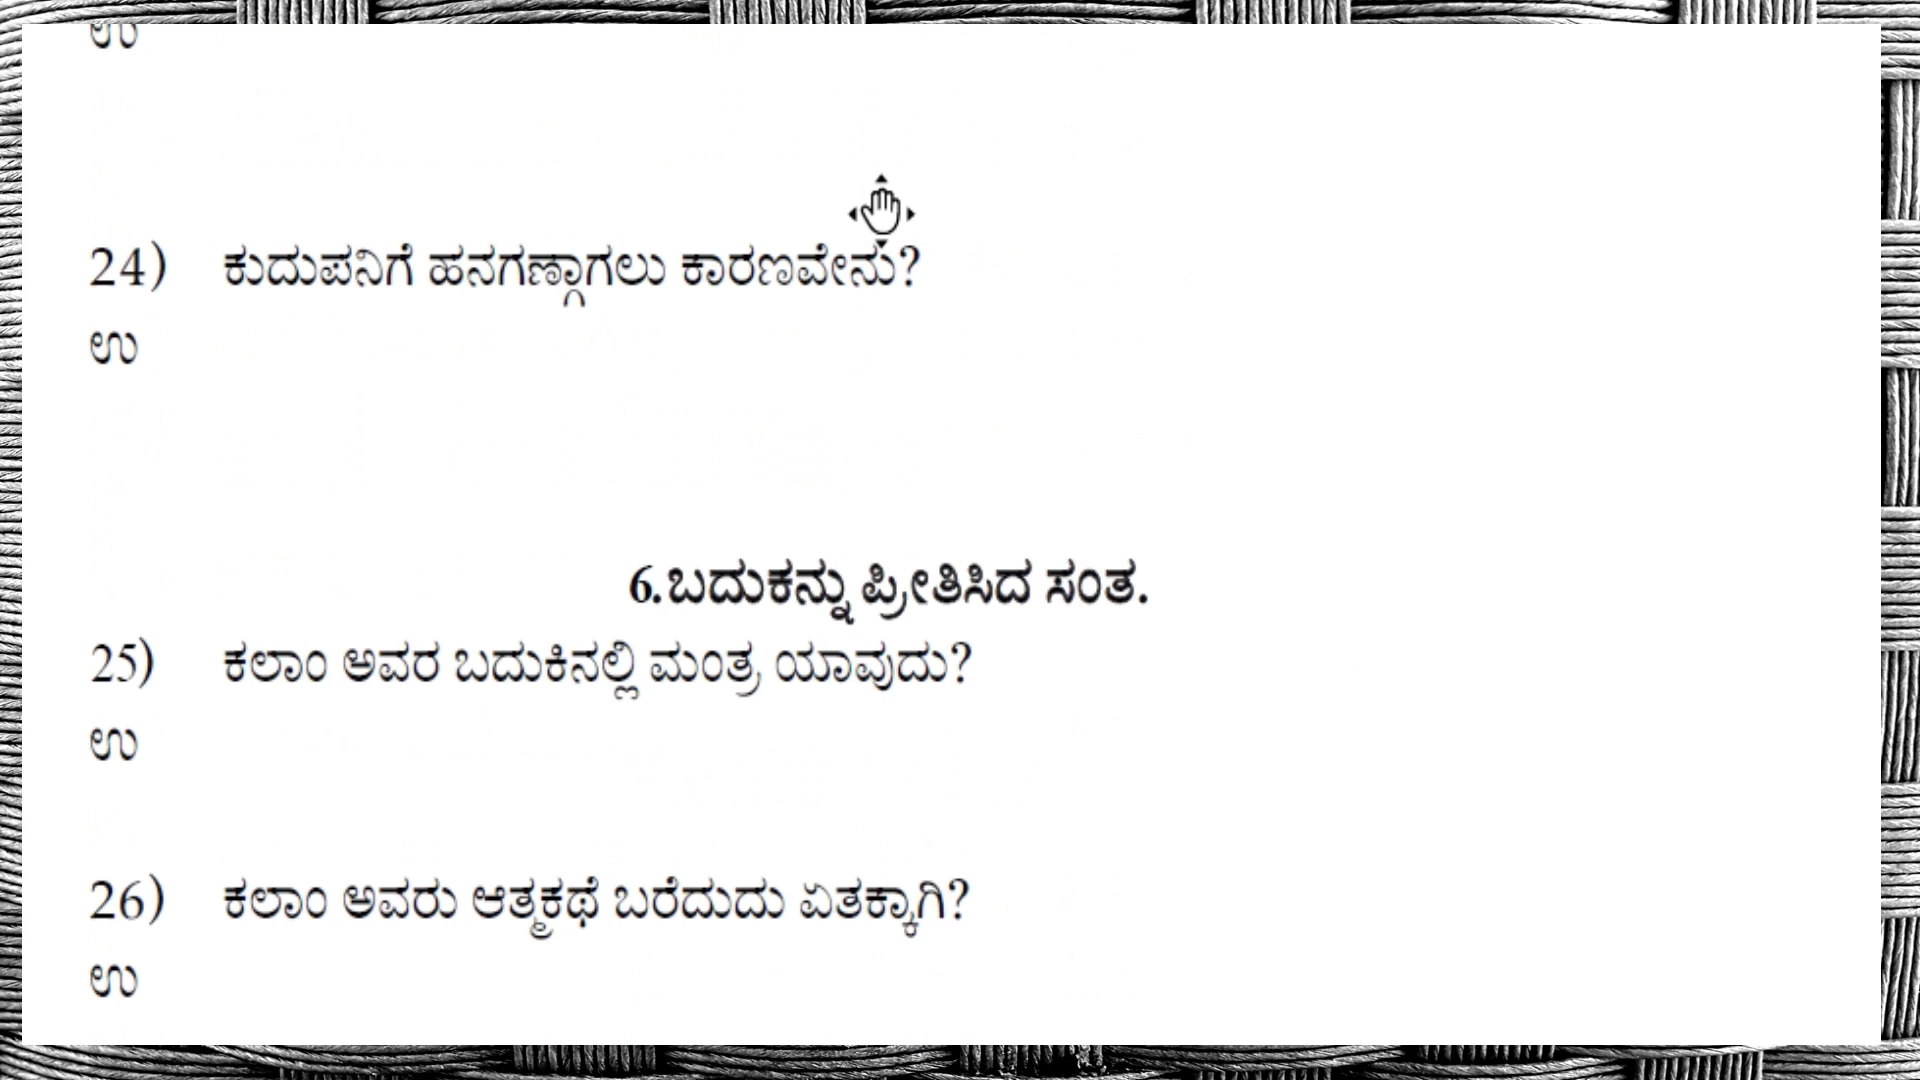 ಉ
24) ಕುದುಪನಿಗೆ ಹನಗಣ್ಣಾಗಲು ಕಾರಣವೇನು?
ಉ
6.ಬದುಕನ್ನು ಪ್ರೀತಿಸಿದ ಸಂತ.
25) ಕಲಾಂ ಅವರ ಬದುಕಿನಲ್ಲಿ ಮಂತ್ರ ಯಾವುದು?
ಉ
26) ಕಲಾಂ ಅವರು ಆತ್ಮಕಥೆ ಬರೆದುದು ಏತಕ್ಕಾಗಿ?
ಉ